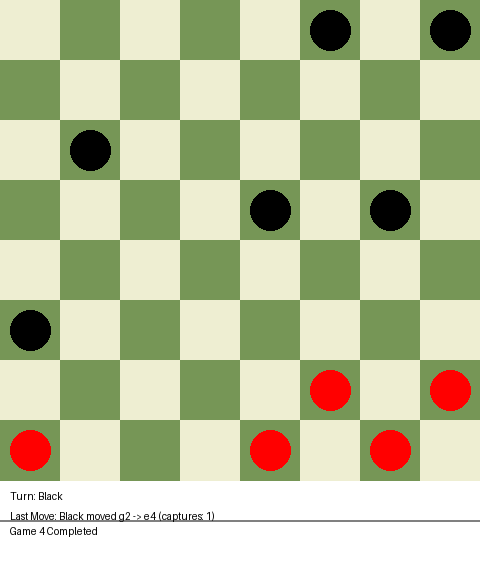 Turn: Black
Last Move: Black moved g2 -> e4 (captures: 1)
Game 4 Completed